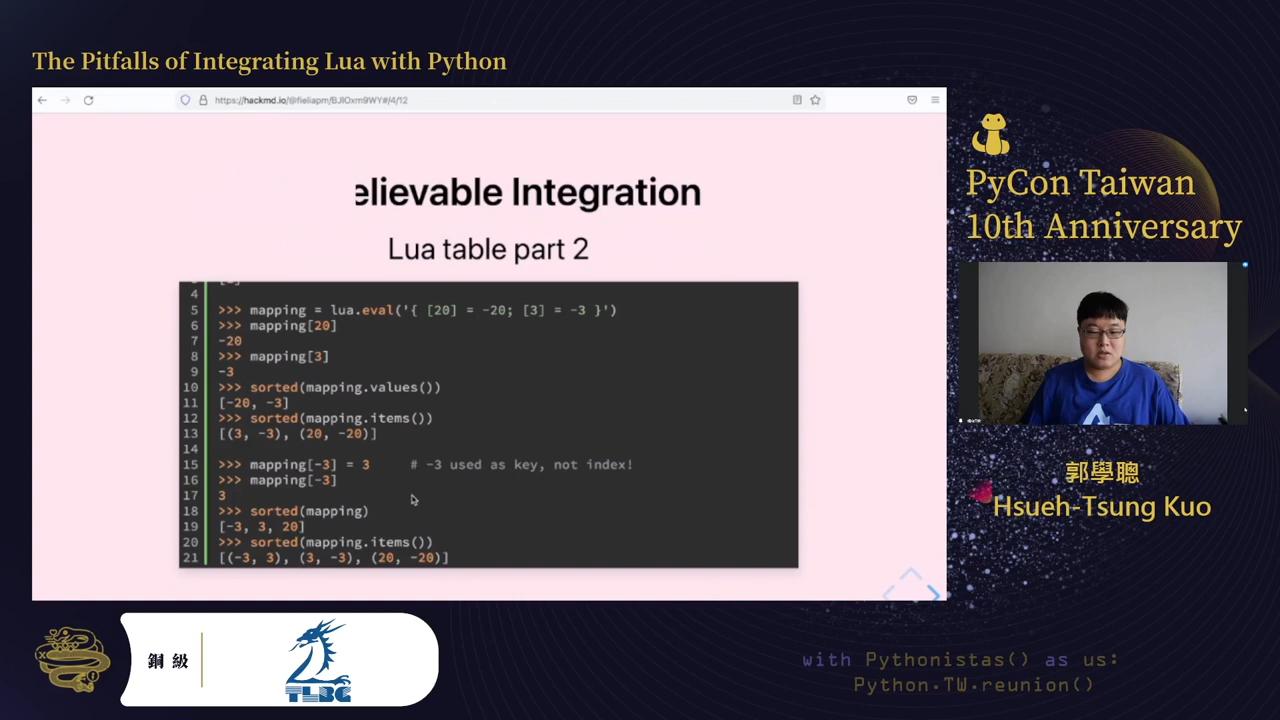 The Pitfalls of Integrating Lua with Python
https://hackmd.io/@fieliapm/BJlOxm9WY#/4/12
elievable Integration
Lua table part 2
4
5 >>> mapping = lua.eval('{ [20] = -20; [3] = -3 }')
6 >>> mapping[20]
7 -20
8 >>> mapping[3]
9 -3
10 >>> sorted(mapping.values())
11 [-20, -3]
12 >>> sorted(mapping.items())
13 [(3, -3), (20, -20)]
14
15 >>> mapping[-3] = 3 # -3 used as key, not index!
16 >>> mapping[-3]
17 3
18 >>> sorted(mapping)
19 [-3, 3, 20]
20 >>> sorted(mapping.items())
21 [(-3, 3), (3, -3), (20, -20)]
PyCon Taiwan
10th Anniversary
郭學聰
Hsueh-Tsung Kuo
銅級
TLBC
with Pythonistas() as us:
Python.TW.reunion()